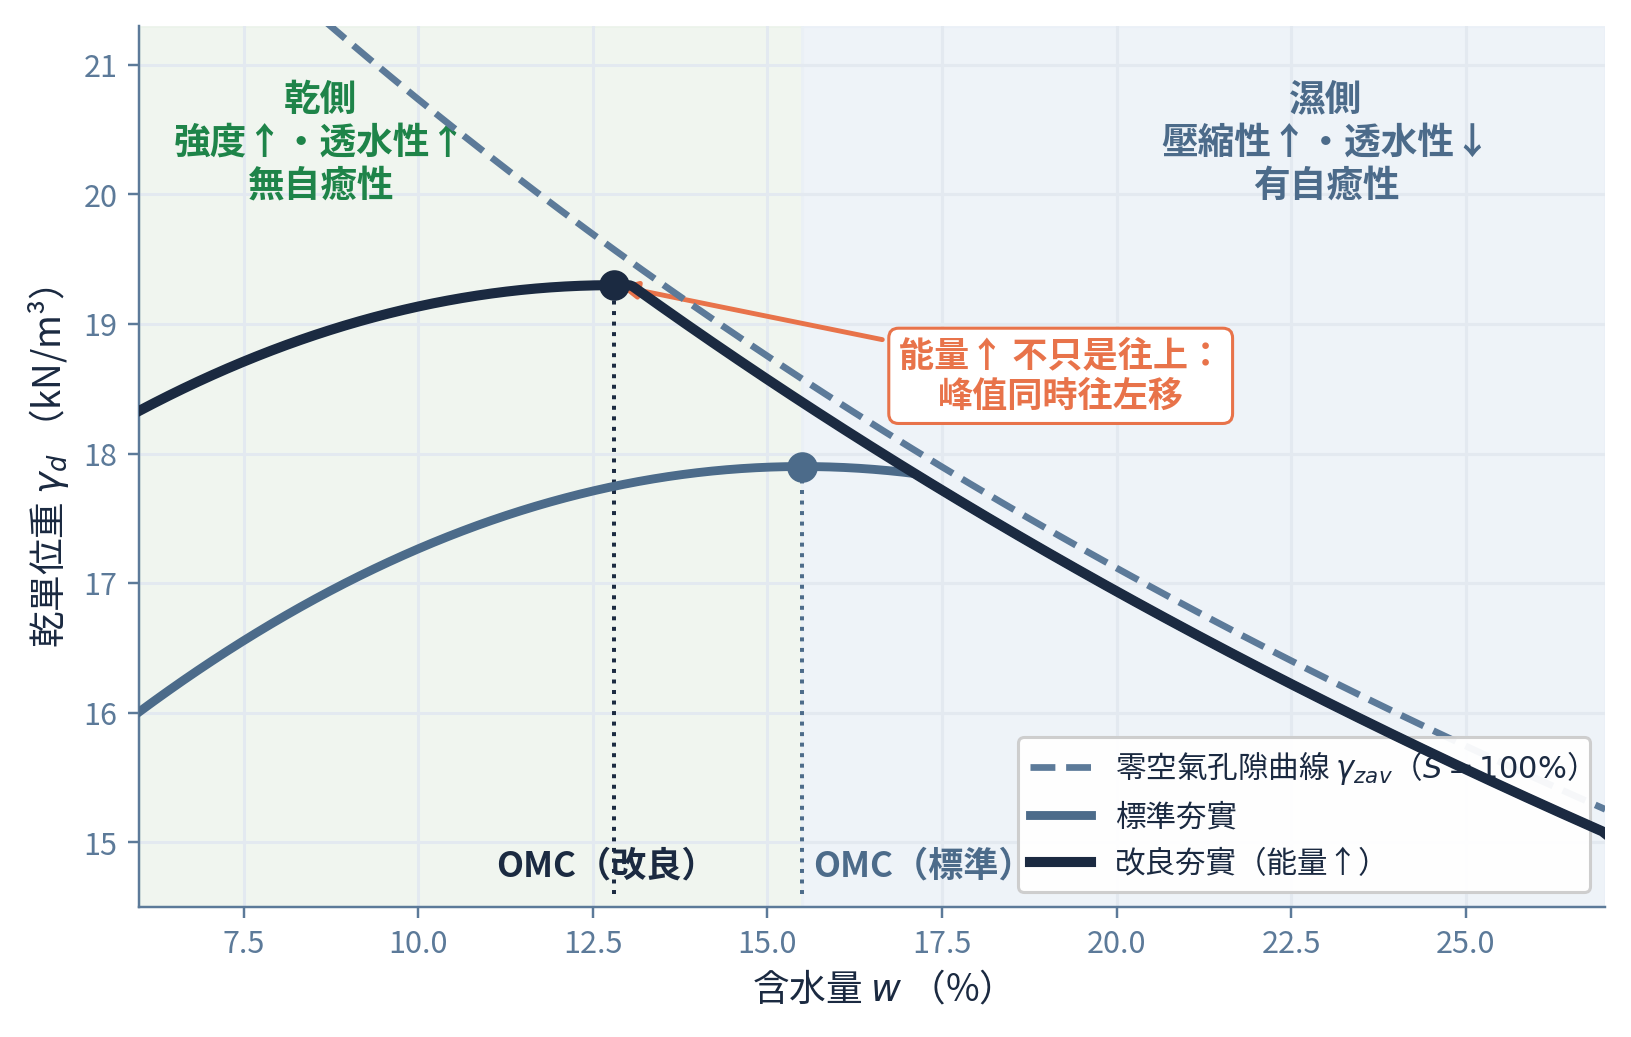 乾側
強度↑・透水性↑
無自癒性
濕側
壓縮性↑・透水性↓
有自癒性
能量↑ 不只是往上：
峰值同時往左移
乾單位重 γd （kN/m³）
21
20
19
18
17
16
15
OMC（改良）
OMC（標準）
零空氣孔隙曲線 γzav（S = 100%）
標準夯實
改良夯實（能量↑）
7.5
10.0
12.5
15.0
17.5
20.0
22.5
25.0
含水量 w （%）